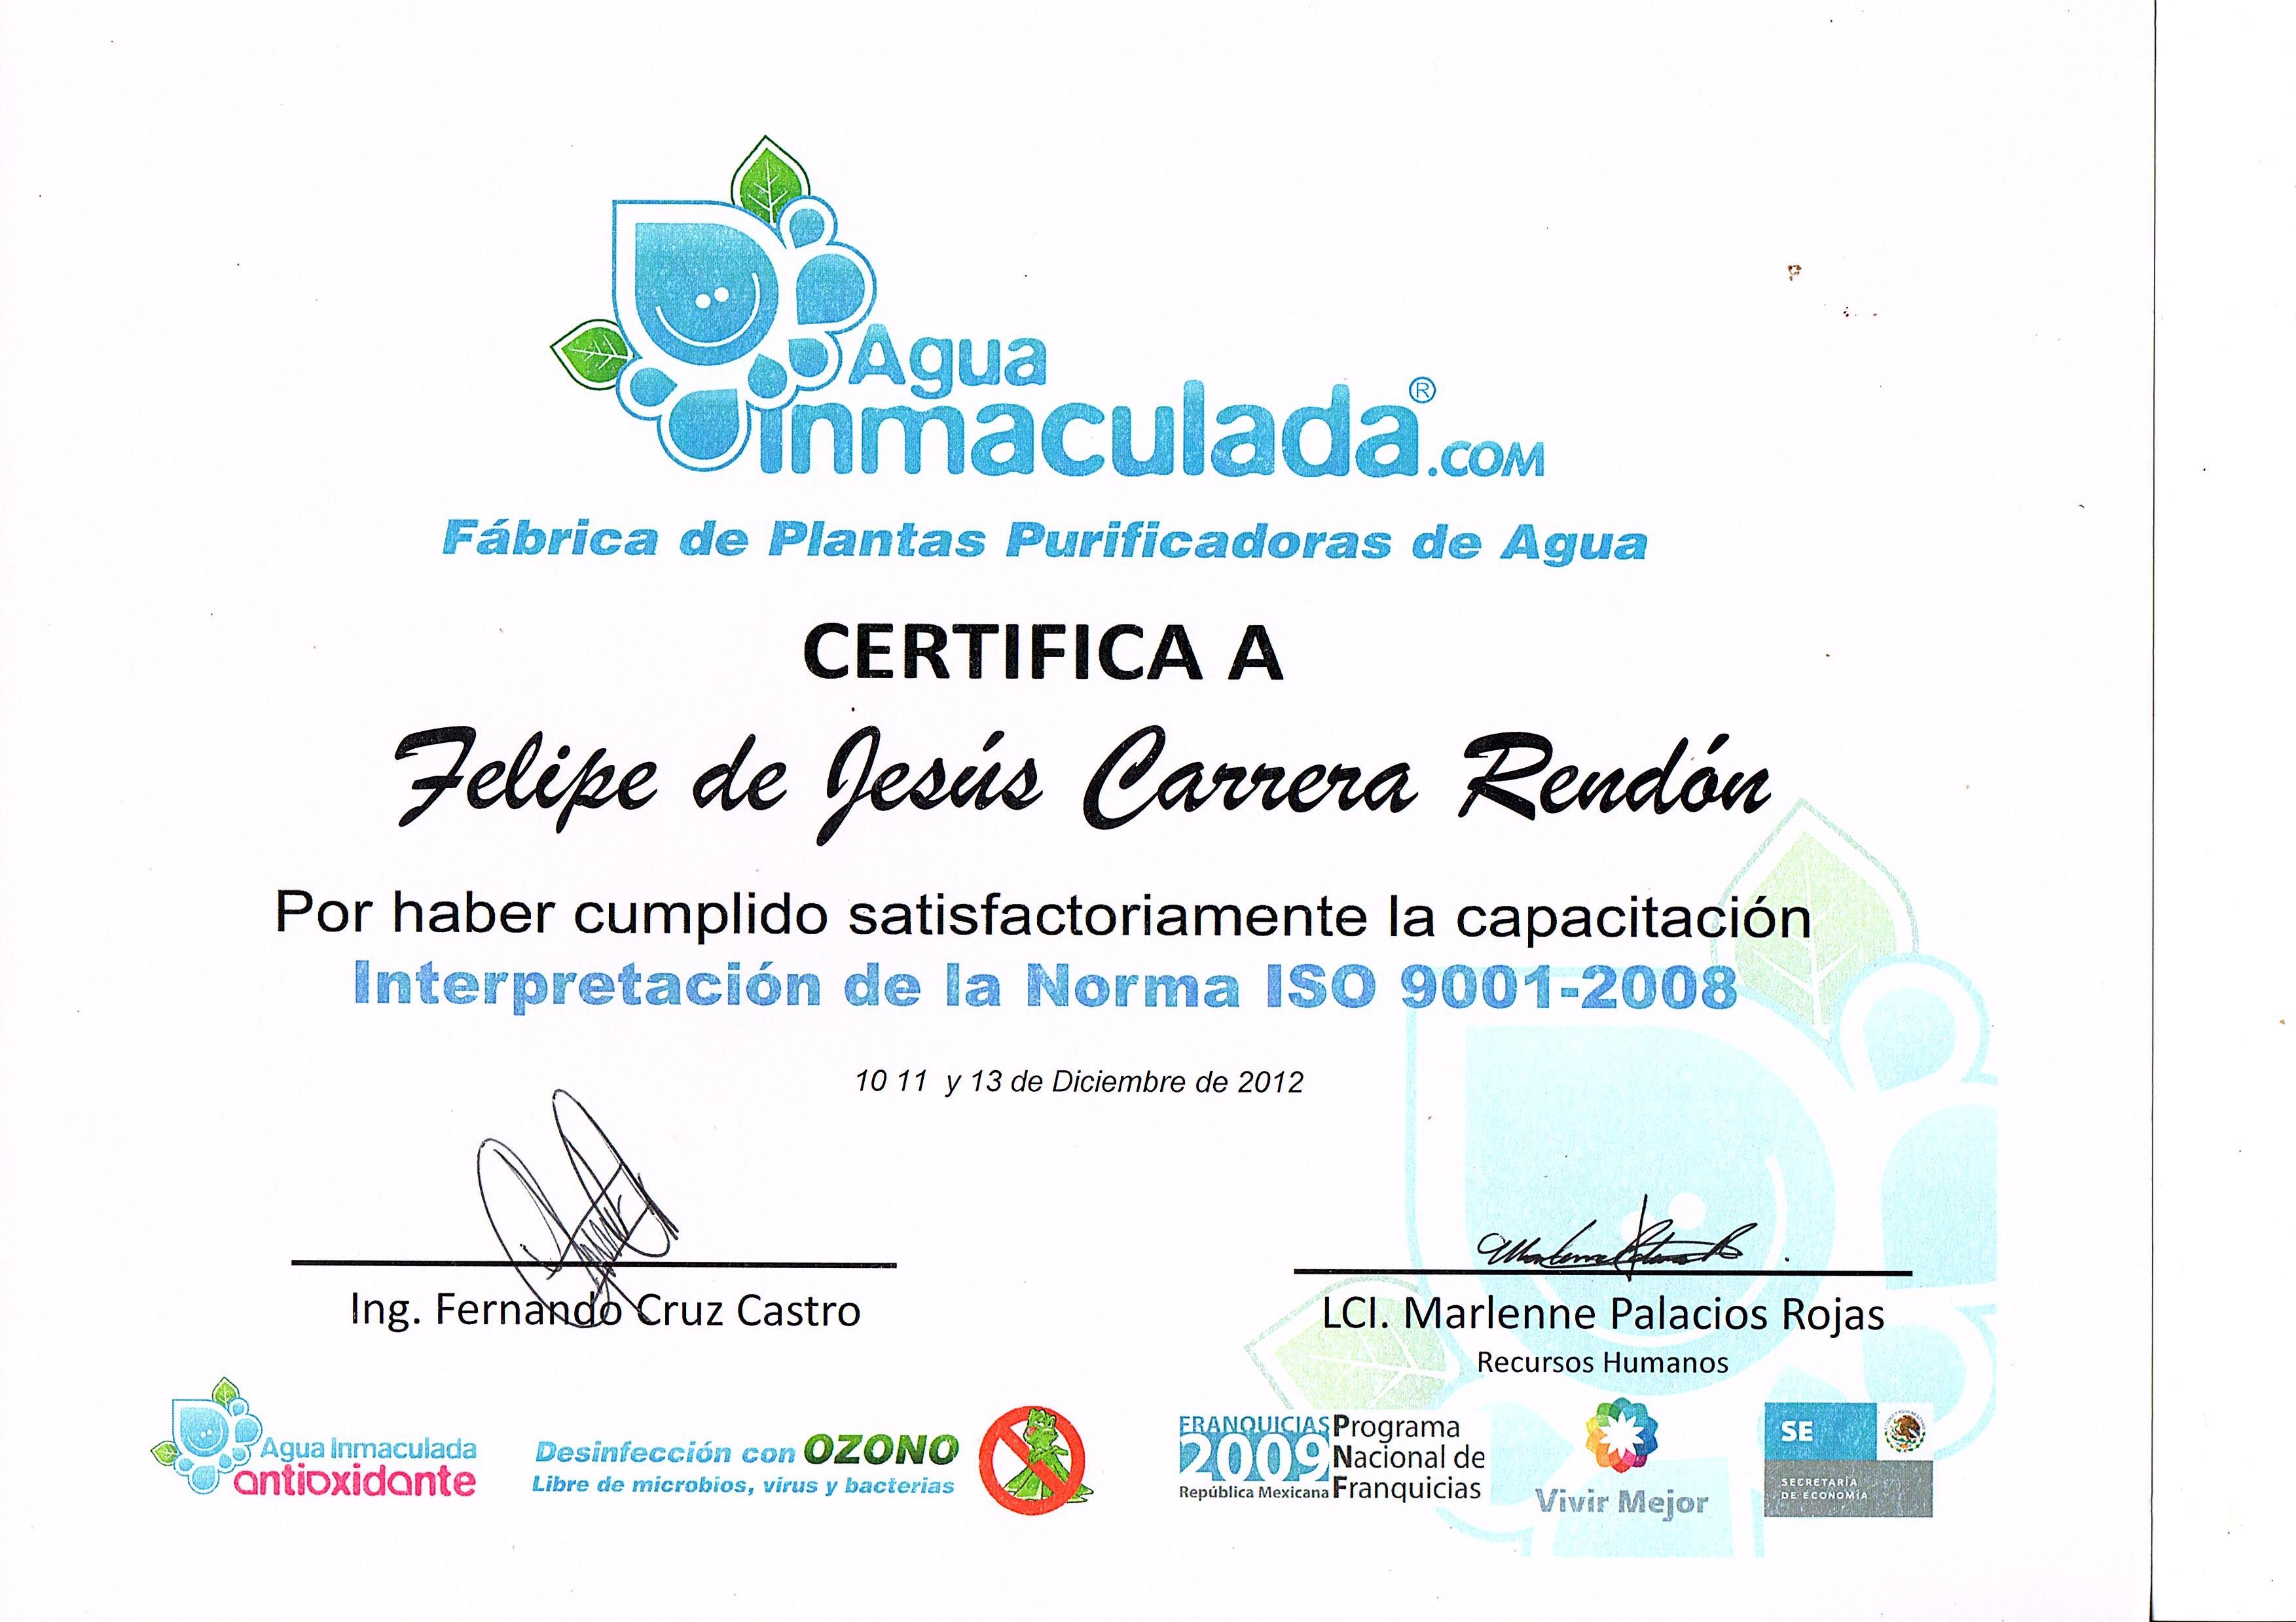 Agua
inmaculada®.COM
Fábrica de Plantas Purificadoras de Agua
CERTIFICA A
Felipe de Jesús Carrera Rendón
Por haber cumplido satisfactoriamente la capacitación
Interpretación de la Norma ISO 9001-2008
10 11 y 13 de Diciembre de 2012
Ing. Fernando Cruz Castro
LCI. Marlenne Palacios Rojas
Recursos Humanos
Agua Inmaculada
antioxidante
Desinfección con OZONO
Libre de microbios, virus y bacterias
FRANQUICIAS
2009
República Mexicana
Programa
Nacional de
Franquicias
Vivir Mejor
SE
SECRETARÍA
DE ECONOMÍA